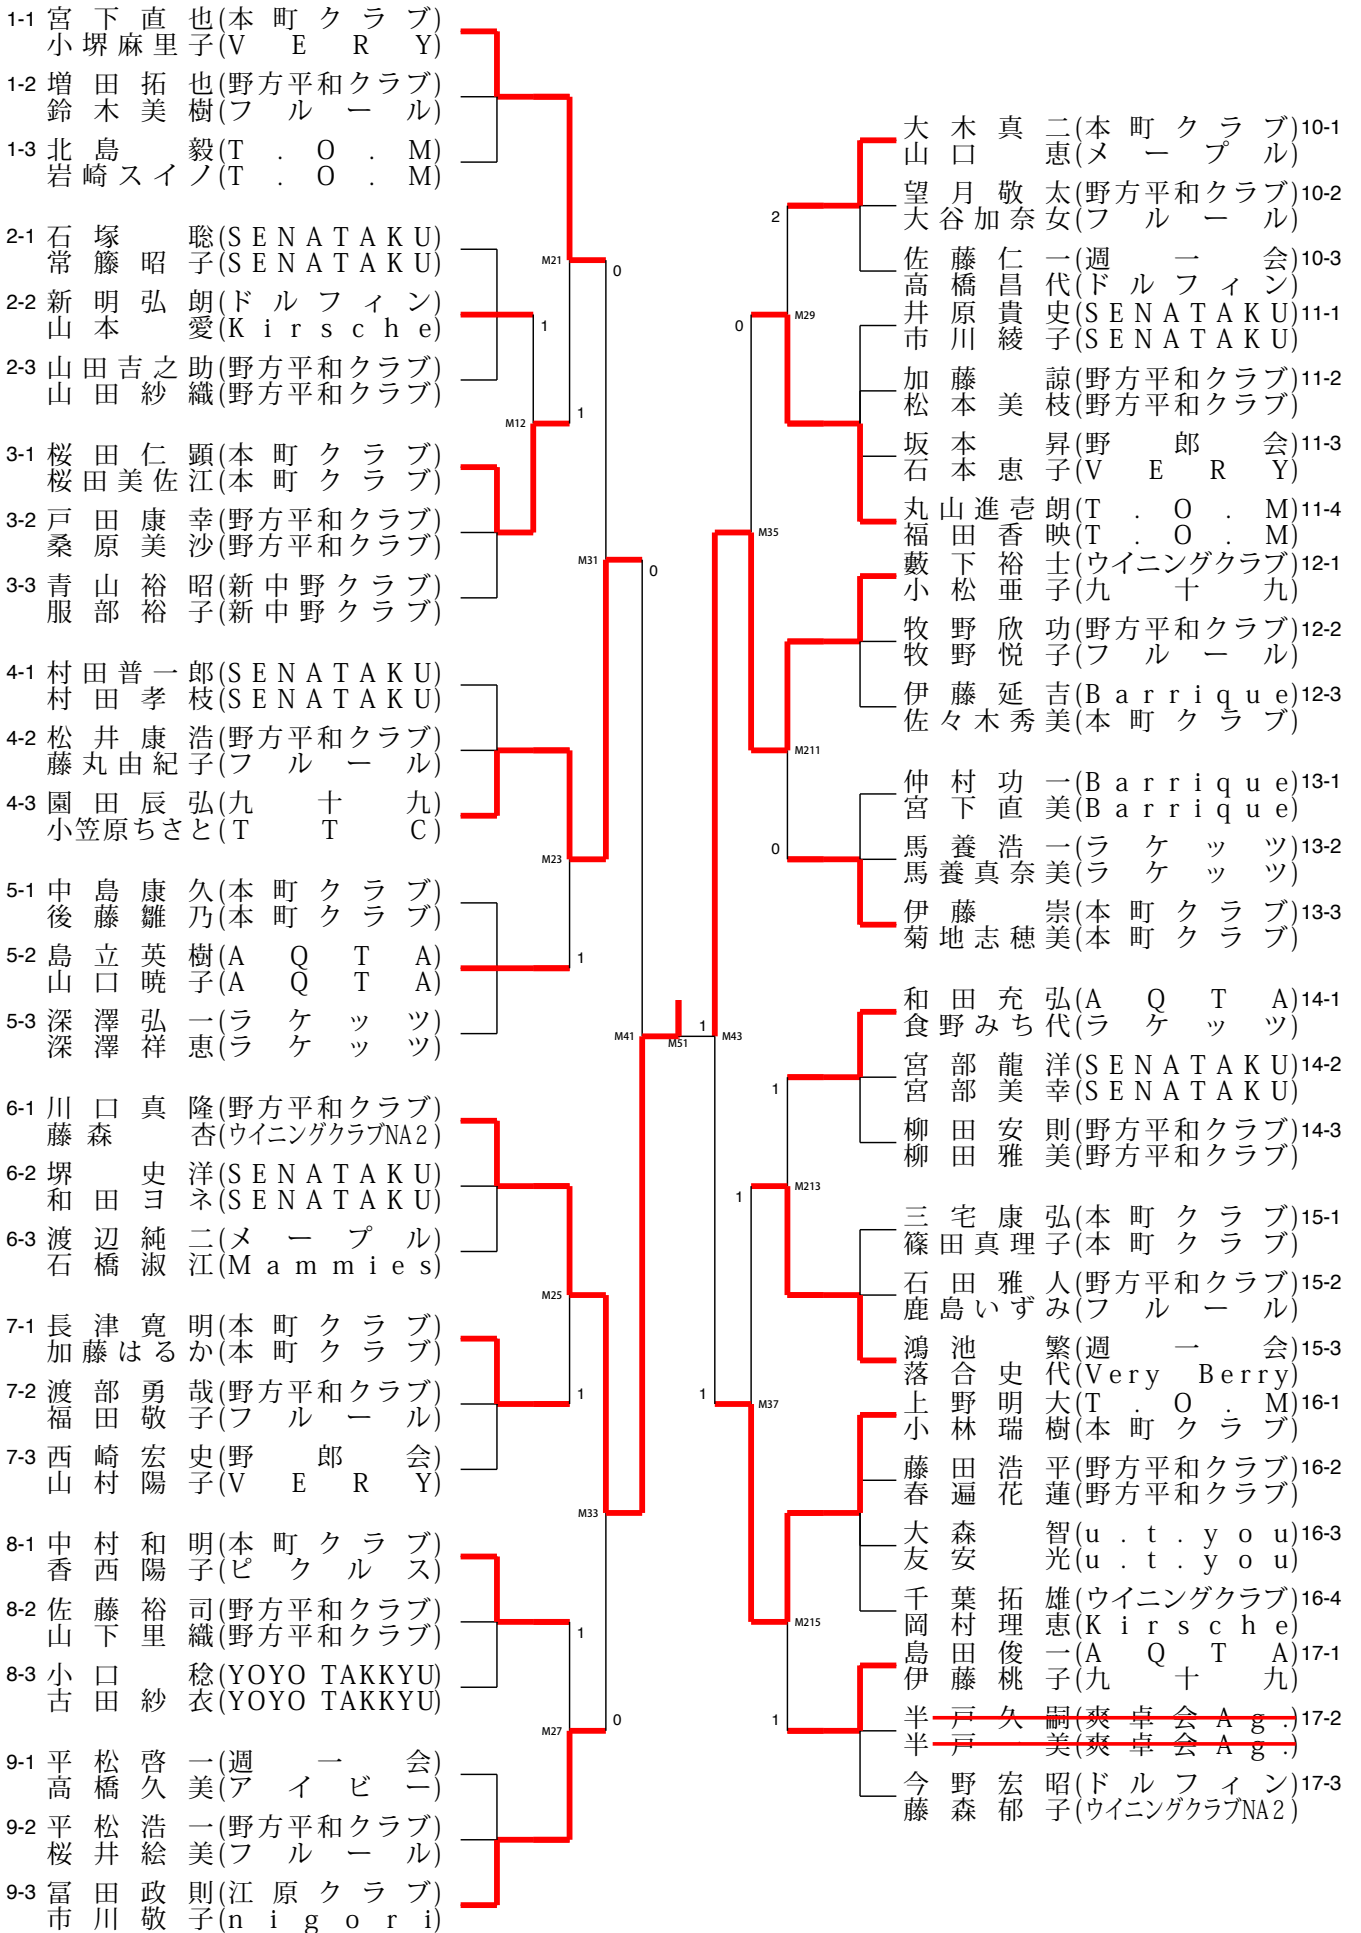 1-1 宮下直也(本町クラブ)
小堺麻里子(VERY)
1-2 増田拓也(野方平和クラブ)
鈴木美樹(フルール)
1-3 北島毅(T.O.M)
岩崎スイノ(T.O.M)
2-1 石塚聡(SENATAKU)
常籐昭子(SENATAKU)
2-2 新明弘朗(ドルフィン)
山本愛(Kirsche)
2-3 山田吉之助(野方平和クラブ)
山田紗織(野方平和クラブ)
3-1 桜田仁顕(本町クラブ)
桜田美佐江(本町クラブ)
3-2 戸田康幸(野方平和クラブ)
桑原美沙(野方平和クラブ)
3-3 青山裕昭(新中野クラブ)
服部裕子(新中野クラブ)
4-1 村田普一郎(SENATAKU)
村田孝枝(SENATAKU)
4-2 松井康浩(野方平和クラブ)
藤丸由紀子(フルール)
4-3 園田辰弘(九十九)
小笠原ちさと(TTC)
5-1 中島康久(本町クラブ)
後藤雛乃(本町クラブ)
5-2 島立英樹(AQTA)
山口暁子(AQTA)
5-3 深澤弘一(ラケッツ)
深澤祥恵(ラケッツ)
6-1 川口真隆(野方平和クラブ)
藤森杏(ウイニングクラブNA2)
6-2 堺史洋(SENATAKU)
和田ヨネ(SENATAKU)
6-3 渡辺純二(メープル)
石橋淑江(Mammies)
7-1 長津寛明(本町クラブ)
加藤はるか(本町クラブ)
7-2 渡部勇哉(野方平和クラブ)
福田敬子(フルール)
7-3 西崎宏史(野郎会)
山村陽子(VERY)
8-1 中村和明(本町クラブ)
香西陽子(ピクルス)
8-2 佐藤裕司(野方平和クラブ)
山下里織(野方平和クラブ)
8-3 小口稔(YOYO TAKKYU)
古田紗衣(YOYO TAKKYU)
9-1 平松啓一(週一会)
高橋久美(アイビー)
9-2 平松浩一(野方平和クラブ)
桜井絵美(フルール)
9-3 冨田政則(江原クラブ)
市川敬子(nigori)
M21
0
1
M12
1
M31
0
M23
1
M25
1
M33
1
M27
0
M41
M51
1
M43
2
M29
0
M35
M211
0
1
M213
1
1
M37
M215
1
大木真二(本町クラブ)10-1
山口恵(メープル)
望月敬太(野方平和クラブ)10-2
大谷加奈女(フルール)
佐藤仁一(週一会)10-3
高橋昌代(ドルフィン)
井原貴史(SENATAKU)11-1
市川綾子(SENATAKU)
加藤諒(野方平和クラブ)11-2
松本美枝(野方平和クラブ)
坂本昇(野郎会)11-3
石本恵子(VERY)
丸山進壱朗(T.O.M)11-4
福田香映(T.O.M)
藪下裕士(ウイニングクラブ)12-1
小松亜子(九十九)
牧野欣功(野方平和クラブ)12-2
牧野悦子(フルール)
伊藤延吉(Barrique)12-3
佐々木秀美(本町クラブ)
仲村功一(Barrique)13-1
宮下直美(Barrique)
馬養浩一(ラケッツ)13-2
馬養真奈美(ラケッツ)
伊藤崇(本町クラブ)13-3
菊地志穂美(本町クラブ)
和田充弘(AQTA)14-1
食野みち代(ラケッツ)
宮部龍洋(SENATAKU)14-2
宮部美幸(SENATAKU)
柳田安則(野方平和クラブ)14-3
柳田雅美(野方平和クラブ)
三宅康弘(本町クラブ)15-1
篠田真理子(本町クラブ)
石田雅人(野方平和クラブ)15-2
鹿島いずみ(フルール)
鴻池繁(週一会)15-3
落合史代(Very Berry)
上野明大(T.O.M)16-1
小林瑞樹(本町クラブ)
藤田浩平(野方平和クラブ)16-2
春遍花蓮(野方平和クラブ)
大森智(u.t.you)16-3
友安光(u.t.you)
千葉拓雄(ウイニングクラブ)16-4
岡村理恵(Kirsche)
島田俊一(AQTA)17-1
伊藤桃子(九十九)
半戸久嗣(爽卓会Ag.)17-2
半戸一美(爽卓会Ag.)
今野宏昭(ドルフィン)17-3
藤森郁子(ウイニングクラブNA2)